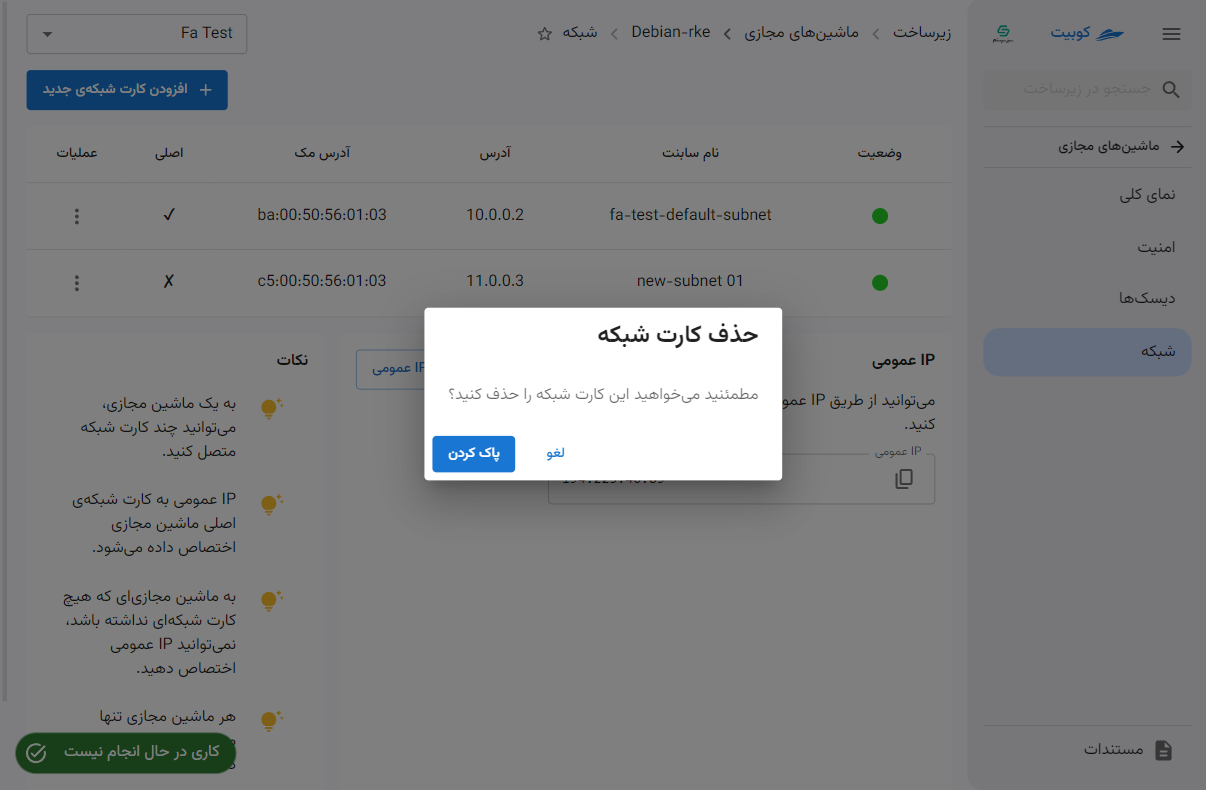 کوبیت
زیرساخت
ماشین‌های مجازی
Debian-rke
شبکه
Fa Test
جستجو در زیرساخت
ماشین‌های مجازی
نمای کلی
امنیت
دیسک‌ها
شبکه
مستندات
افزودن کارت شبکه‌ی جدید
وضعیت نام سابنت آدرس آدرس مک اصلی عملیات
fa-test-default-subnet 10.0.0.2 ba:00:50:56:01:03 ✓
new-subnet 01 11.0.0.3 c5:00:50:56:01:03 ✗
حذف کارت شبکه
مطمئنید می‌خواهید این کارت شبکه را حذف کنید؟
لغو
پاک کردن
IP عمومی
IP عمومی
می‌توانید از طریق IP
کنید.
IP عمومی
نکات
به یک ماشین مجازی،
می‌توانید چند کارت شبکه
متصل کنید.
IP عمومی به کارت شبکه‌ی
اصلی ماشین مجازی
اختصاص داده می‌شود.
به ماشین مجازی‌ای که هیچ
کارت شبکه‌ای نداشته باشد،
نمی‌توانید IP عمومی
اختصاص دهید.
هر ماشین مجازی تنها
کاری در حال انجام نیست